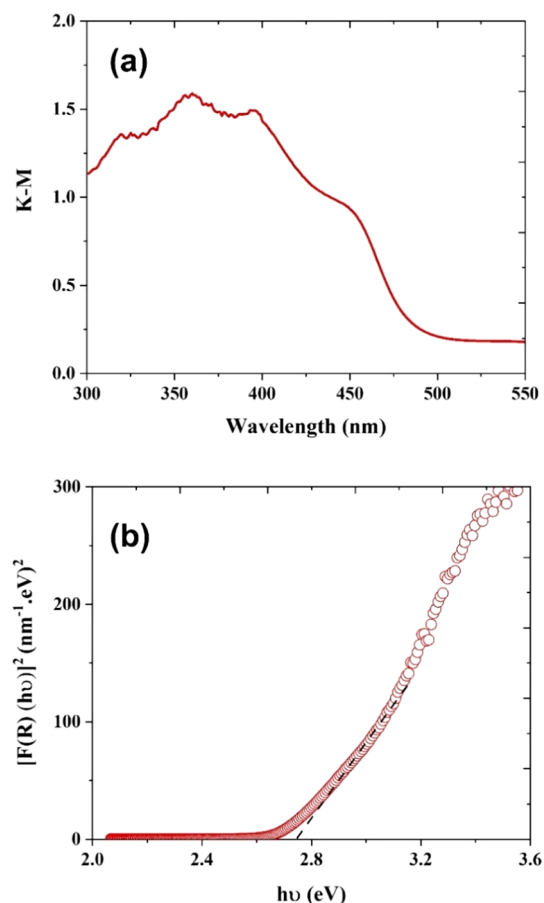 (a)
2.0
1.5
1.0
0.5
0.0
K-M
300 350 400 450 500 550
Wavelength (nm)
(b)
300
200
100
0
[F(R) (hυ)]² (nm⁻¹.eV)²
2.0 2.4 2.8 3.2 3.6
hυ (eV)